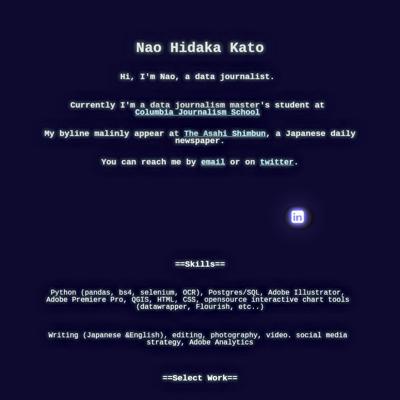 Nao Hidaka Kato
Hi, I'm Nao, a data journalist.
Currently I'm a data journalism master's student at
Columbia Journalism School
My byline malinly appear at The Asahi Shimbun, a Japanese daily
newspaper.
You can reach me by email or on twitter.
in
==Skills==
Python (pandas, bs4, selenium, OCR), Postgres/SQL, Adobe Illustrator,
Adobe Premiere Pro, QGIS, HTML, CSS, opensource interactive chart tools
(datawrapper, Flourish, etc..)
Writing (Japanese &English), editing, photography, video. social media
strategy, Adobe Analytics
==Select Work==